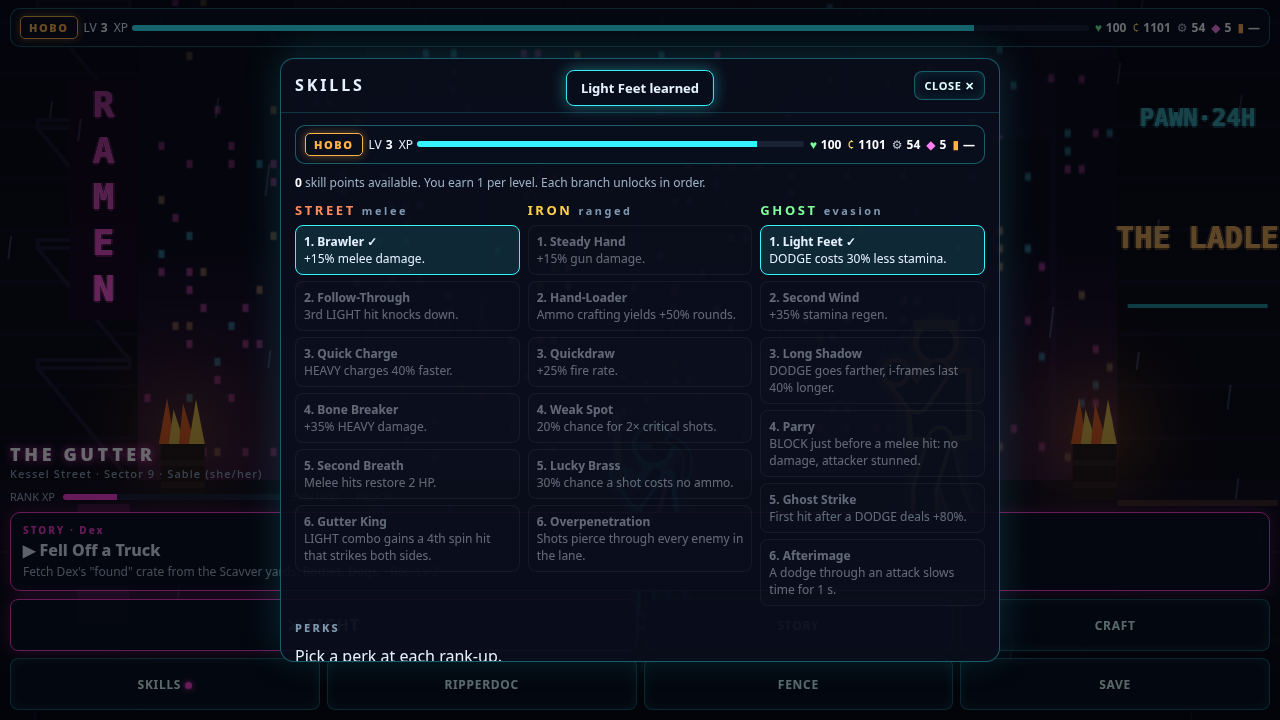 HOBO LV 3 XP ♥ 100 ¢ 1101 ⚙ 54 ◆ 5 ▮ —
SKILLS
Light Feet learned
CLOSE ✕
HOBO LV 3 XP ♥ 100 ¢ 1101 ⚙ 54 ◆ 5 ▮ —
0 skill points available. You earn 1 per level. Each branch unlocks in order.
STREET melee
1. Brawler ✓
+15% melee damage.
2. Follow-Through
3rd LIGHT hit knocks down.
3. Quick Charge
HEAVY charges 40% faster.
4. Bone Breaker
+35% HEAVY damage.
5. Second Breath
Melee hits restore 2 HP.
6. Gutter King
LIGHT combo gains a 4th spin hit
that strikes both sides.
IRON ranged
1. Steady Hand
+15% gun damage.
2. Hand-Loader
Ammo crafting yields +50% rounds.
3. Quickdraw
+25% fire rate.
4. Weak Spot
20% chance for 2× critical shots.
5. Lucky Brass
30% chance a shot costs no ammo.
6. Overpenetration
Shots pierce through every enemy in
the lane.
GHOST evasion
1. Light Feet ✓
DODGE costs 30% less stamina.
2. Second Wind
+35% stamina regen.
3. Long Shadow
DODGE goes farther, i-frames last
40% longer.
4. Parry
BLOCK just before a melee hit: no
damage, attacker stunned.
5. Ghost Strike
First hit after a DODGE deals +80%.
6. Afterimage
A dodge through an attack slows
time for 1 s.
PERKS
Pick a perk at each rank-up.
RAMEN
PAWN·24H
THE LADLE
THE GUTTER
Kessel Street · Sector 9 · Sable (she/her)
RANK XP
STORY · Dex
▶ Fell Off a Truck
Fetch Dex's "found" crate from the Scavver
STORY
CRAFT
SKILLS
RIPPERDOC
FENCE
SAVE